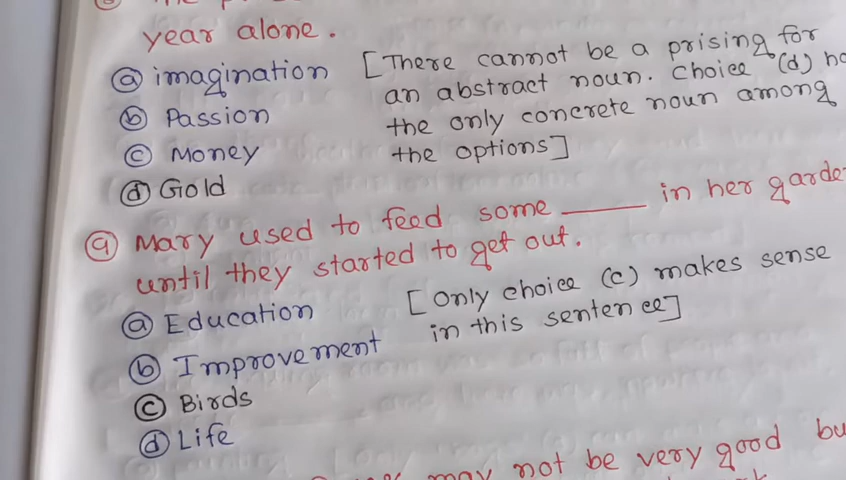 year alone.
ⓐ imagination [There cannot be a prising for
an abstract noun. Choice (d)
ⓑ Passion
the only concrete noun among
ⓒ Money
the options]
ⓓ Gold
⑨ Mary used to feed some ______ in her garde
until they started to get out.
ⓐ Education [Only choice (c) makes sense
in this sentence]
ⓑ Improvement
ⓒ Birds
ⓓ Life
may not be very good